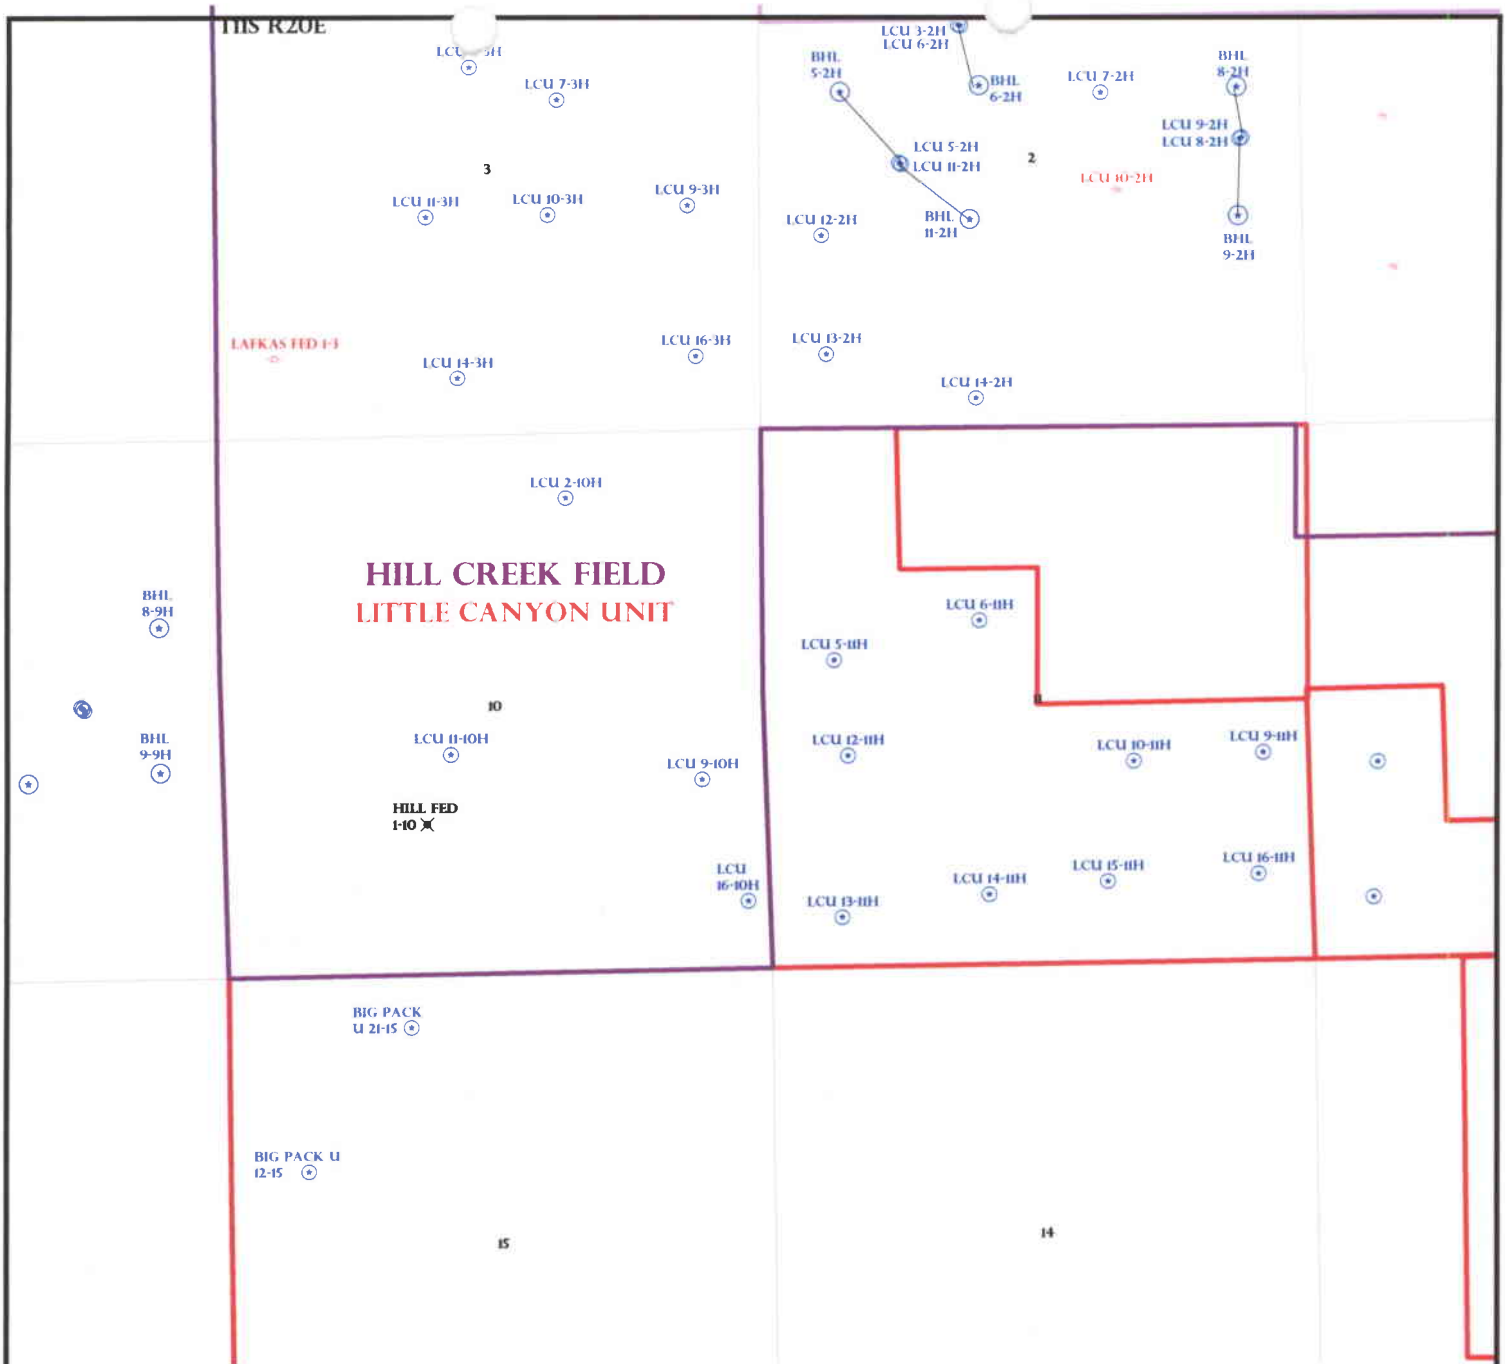 T11S R20E
LCU 3-2H
LCU 6-2H
LCU
LCU 7-3H
BHL
5-2H
BHL
6-2H
LCU 7-2H
BHL
8-2H
LCU 9-2H
LCU 8-2H
LCU 5-2H
LCU 11-2H
2
3
LCU 10-2H
LCU 11-3H
LCU 10-3H
LCU 9-3H
LCU 12-2H
BHL
11-2H
BHL
9-2H
LAFKAS FED 1-3
LCU 14-3H
LCU 16-3H
LCU 13-2H
LCU 14-2H
LCU 2-10H
HILL CREEK FIELD
LITTLE CANYON UNIT
BHL
8-9H
LCU 6-11H
LCU 5-11H
10
11
BHL
9-9H
LCU 11-10H
LCU 9-10H
LCU 12-11H
LCU 10-11H
LCU 9-11H
HILL FED
1-10
LCU
16-10H
LCU 13-11H
LCU 14-11H
LCU 15-11H
LCU 16-11H
BIG PACK
U 21-15
BIG PACK U
12-15
15
14